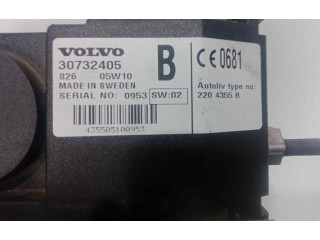 VOLVO
30732405
826 05W10
MADE IN SWEDEN
SERIAL NO: 0953 SW:02
435505100953
B
CE 0681
Autoliv type no:
220 4355 R